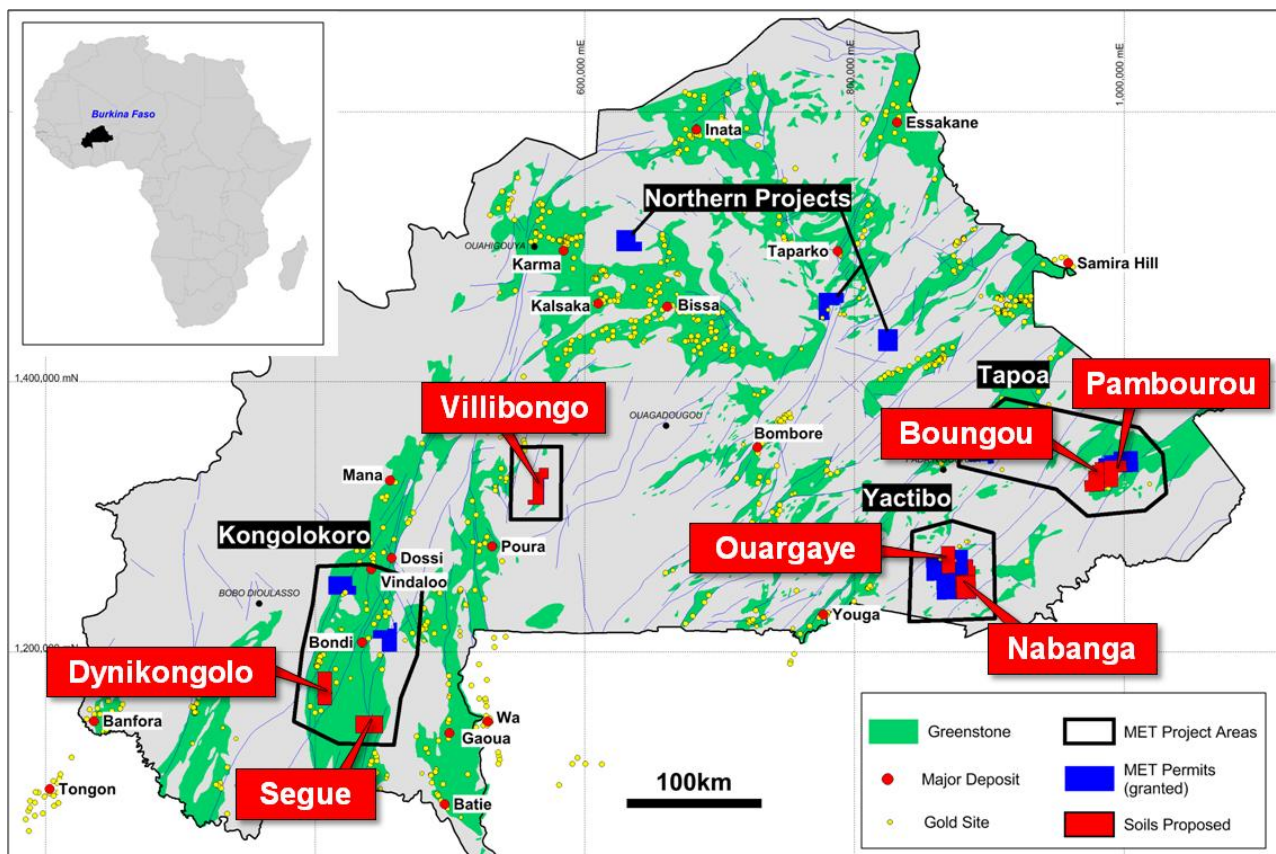 Burkina Faso
600,000 mE
800,000 mE
1,000,000 mE
Inata
Essakane
Northern Projects
OUAHIGOUYA
Karma
Taparko
Samira Hill
Kalsaka
Bissa
1,400,000 mN
Tapoa
Villibongo
Pambourou
OUAGADOUGOU
Boungou
Bombore
Mana
Yactibo
Kongolokoro
Ouargaye
Poura
Dossi
Vindaloo
BOBO DIOULASSO
Youga
Bondi
Nabanga
1,200,000 mN
Dynikongolo
Banfora
Wa
Gaoua
Segue
Tongon
Batie
100km
Greenstone
MET Project Areas
Major Deposit
MET Permits
(granted)
Gold Site
Soils Proposed